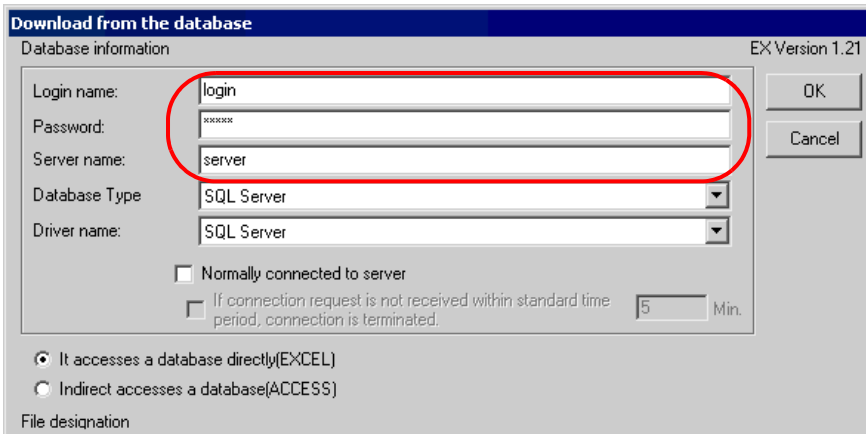 Download from the database
Database information
EX Version 1.21
Login name: login
OK
Password: xxxxx
Cancel
Server name: server
Database Type SQL Server
Driver name: SQL Server
Normally connected to server
If connection request is not received within standard time
period, connection is terminated.
5 Min.
It accesses a database directly(EXCEL)
Indirect accesses a database(ACCESS)
File designation